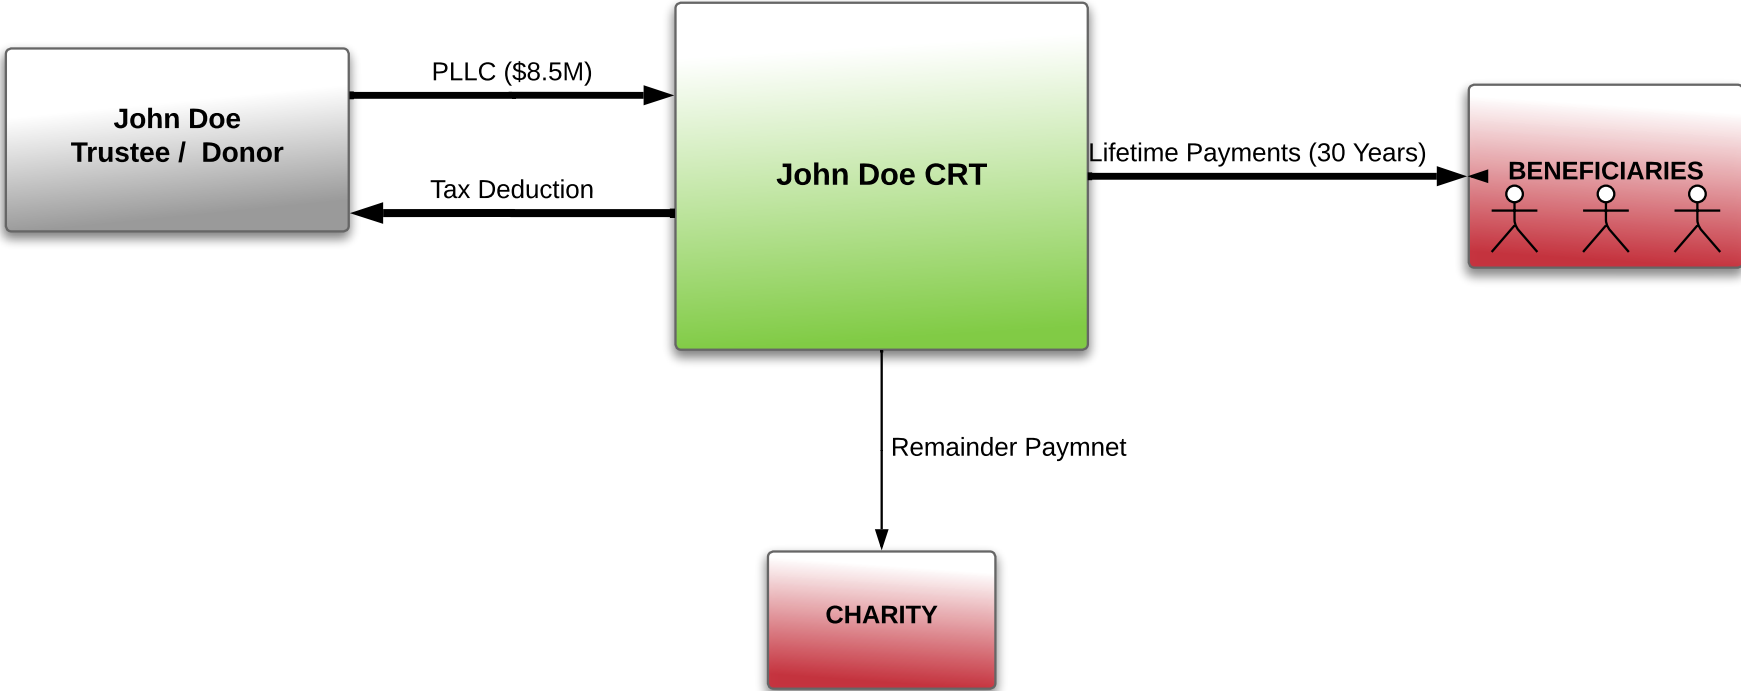 John Doe
Trustee / Donor
PLLC ($8.5M)
Tax Deduction
John Doe CRT
Lifetime Payments (30 Years)
BENEFICIARIES
Remainder Paymnet
CHARITY